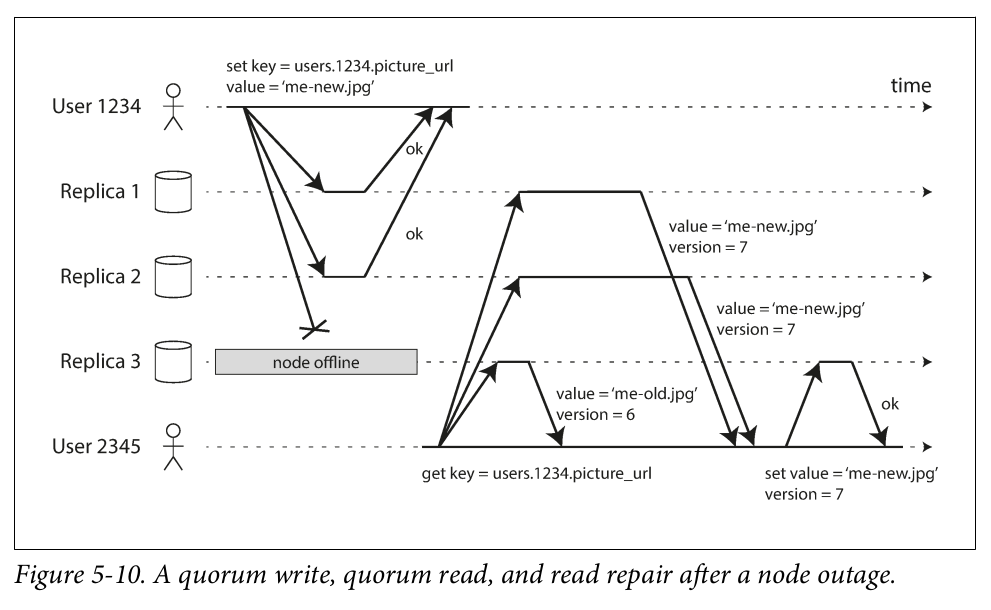 set key = users.1234.picture_url
value = ‘me-new.jpg’
time
User 1234
ok
Replica 1
value = ‘me-new.jpg’
version = 7
ok
Replica 2
value = ‘me-new.jpg’
version = 7
Replica 3
node offline
value = ‘me-old.jpg’
version = 6
ok
User 2345
get key = users.1234.picture_url
set value = ‘me-new.jpg’
version = 7
Figure 5-10. A quorum write, quorum read, and read repair after a node outage.